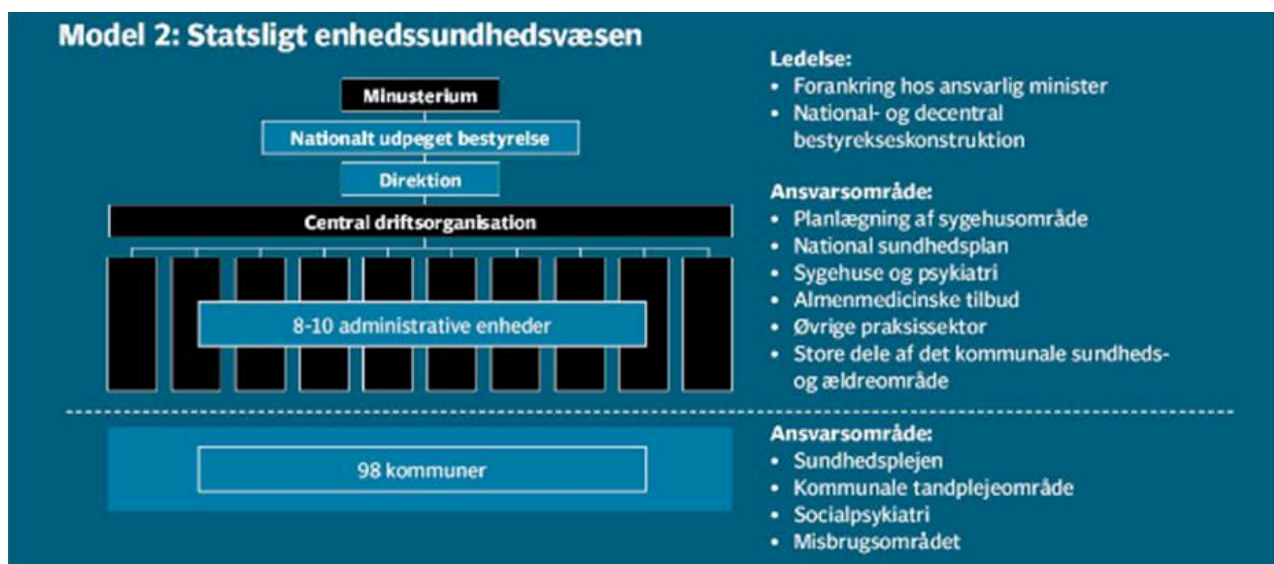 Model 2: Statsligt enhedssundhedsvæsen
Minusterium
Nationalt udpeget bestyrelse
Direktion
Central driftsorganisation
8-10 administrative enheder
98 kommuner
Ledelse:
• Forankring hos ansvarlig minister
• National- og decentral
bestyrekseskonstruktion
Ansvarsområde:
• Planlægning af sygehusområde
• National sundhedsplan
• Sygehuse og psykiatri
• Almenmedicinske tilbud
• Øvrige praksissektor
• Store dele af det kommunale sundheds-
og ældreområde
Ansvarsområde:
• Sundhedsplejen
• Kommunale tandplejeområde
• Socialpsykiatri
• Misbrugsområdet